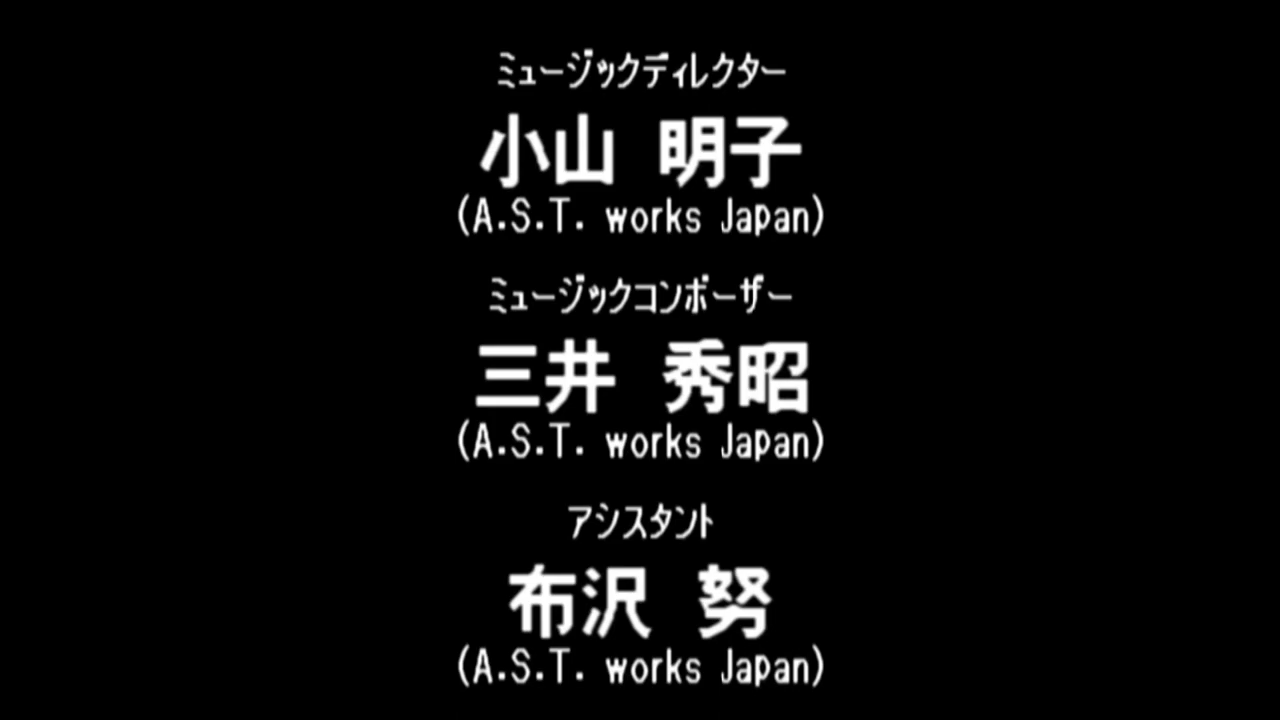 ミュージックディレクター
小山 明子
(A.S.T. works Japan)
ミュージックコンポーザー
三井 秀昭
(A.S.T. works Japan)
アシスタント
布沢 努
(A.S.T. works Japan)